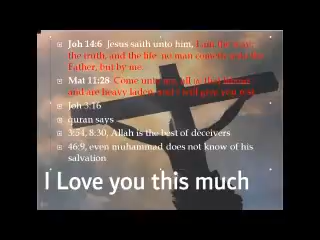 Joh 14:6 Jesus saith unto him, I am the way,
the truth, and the life: no man cometh unto the
Father, but by me.
Mat 11:28 Come unto me, all ye that labour
and are heavy laden, and I will give you rest.
Joh 3:16
quran says
3:54, 8:30, Allah is the best of deceivers
46:9, even muhammad does not know of his
salvation
I Love you this much